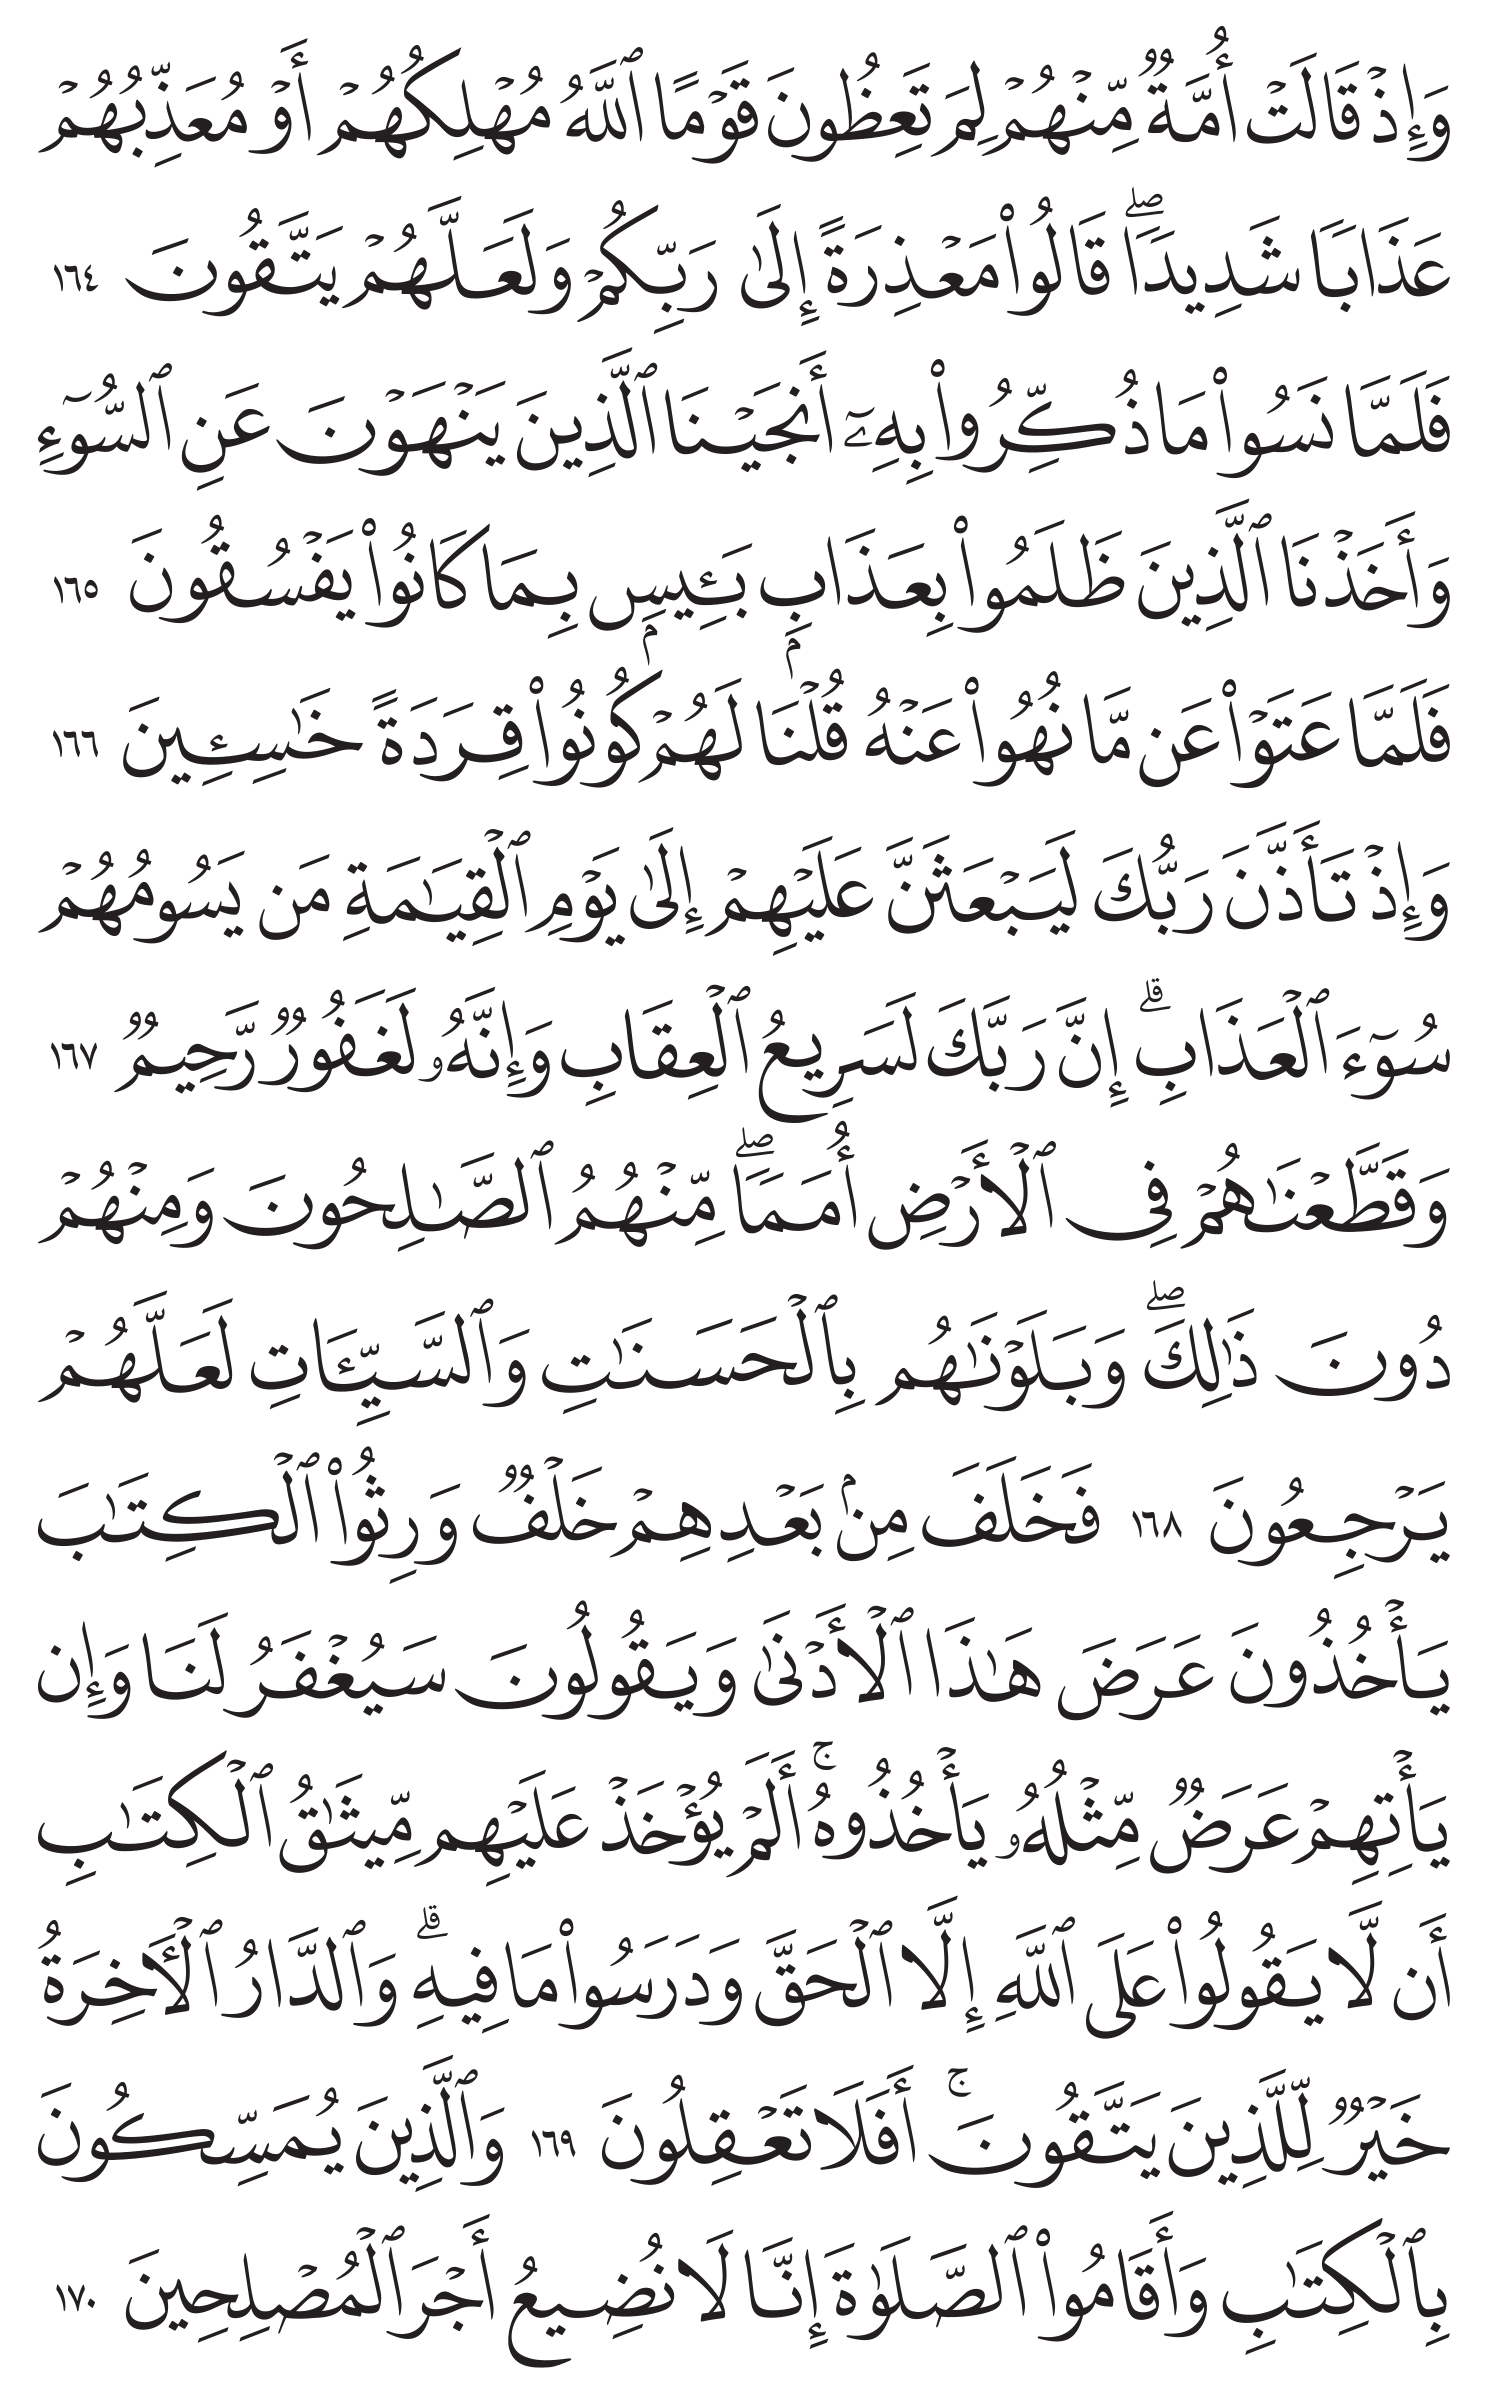 وَإِذۡ قَالَتۡ أُمَّةٞ مِّنۡهُمۡ لِمَ تَعِظُونَ قَوۡمًا ٱللَّهُ مُهۡلِكُهُمۡ أَوۡ مُعَذِّبُهُمۡ
عَذَابٗا شَدِيدٗاۖ قَالُواْ مَعۡذِرَةً إِلَىٰ رَبِّكُمۡ وَلَعَلَّهُمۡ يَتَّقُونَ ١٦٤
فَلَمَّا نَسُواْ مَا ذُكِّرُواْ بِهِۦٓ أَنجَيۡنَا ٱلَّذِينَ يَنۡهَوۡنَ عَنِ ٱلسُّوٓءِ
وَأَخَذۡنَا ٱلَّذِينَ ظَلَمُواْ بِعَذَابِۭ بَـِٔيسِۭ بِمَا كَانُواْ يَفۡسُقُونَ ١٦٥
فَلَمَّا عَتَوۡاْ عَن مَّا نُهُواْ عَنۡهُ قُلۡنَا لَهُمۡ كُونُواْ قِرَدَةً خَٰسِـِٔينَ ١٦٦
وَإِذۡ تَأَذَّنَ رَبُّكَ لَيَبۡعَثَنَّ عَلَيۡهِمۡ إِلَىٰ يَوۡمِ ٱلۡقِيَٰمَةِ مَن يَسُومُهُمۡ
سُوٓءَ ٱلۡعَذَابِۗ إِنَّ رَبَّكَ لَسَرِيعُ ٱلۡعِقَابِ وَإِنَّهُۥ لَغَفُورٞ رَّحِيمٞ ١٦٧
وَقَطَّعۡنَٰهُمۡ فِي ٱلۡأَرۡضِ أُمَمٗاۖ مِّنۡهُمُ ٱلصَّٰلِحُونَ وَمِنۡهُمۡ
دُونَ ذَٰلِكَۖ وَبَلَوۡنَٰهُم بِٱلۡحَسَنَٰتِ وَٱلسَّيِّـَٔاتِ لَعَلَّهُمۡ
يَرۡجِعُونَ ١٦٨ فَخَلَفَ مِنۢ بَعۡدِهِمۡ خَلۡفٞ وَرِثُواْ ٱلۡكِتَٰبَ
يَأۡخُذُونَ عَرَضَ هَٰذَا ٱلۡأَدۡنَىٰ وَيَقُولُونَ سَيُغۡفَرُ لَنَا وَإِن
يَأۡتِهِمۡ عَرَضٞ مِّثۡلُهُۥ يَأۡخُذُوهُۚ أَلَمۡ يُؤۡخَذۡ عَلَيۡهِم مِّيثَٰقُ ٱلۡكِتَٰبِ
أَن لَّا يَقُولُواْ عَلَى ٱللَّهِ إِلَّا ٱلۡحَقَّ وَدَرَسُواْ مَا فِيهِۗ وَٱلدَّارُ ٱلۡأٓخِرَةُ
خَيۡرٞ لِّلَّذِينَ يَتَّقُونَۚ أَفَلَا تَعۡقِلُونَ ١٦٩ وَٱلَّذِينَ يُمَسِّكُونَ
بِٱلۡكِتَٰبِ وَأَقَامُواْ ٱلصَّلَوٰةَ إِنَّا لَا نُضِيعُ أَجۡرَ ٱلۡمُصۡلِحِينَ ١٧٠